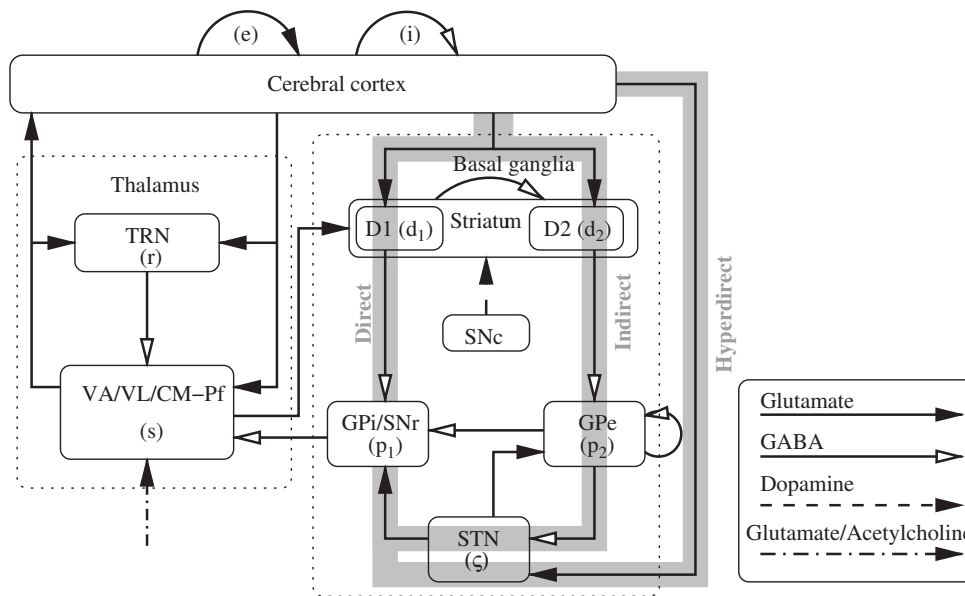 (e)
(i)
Cerebral cortex
Basal ganglia
Thalamus
TRN
(r)
D1 (d1)
Striatum
D2 (d2)
SNc
Direct
Indirect
Hyperdirect
VA/VL/CM−Pf
(s)
GPi/SNr
(p1)
GPe
(p2)
STN
(ς)
Glutamate
GABA
Dopamine
Glutamate/Acetylcholine